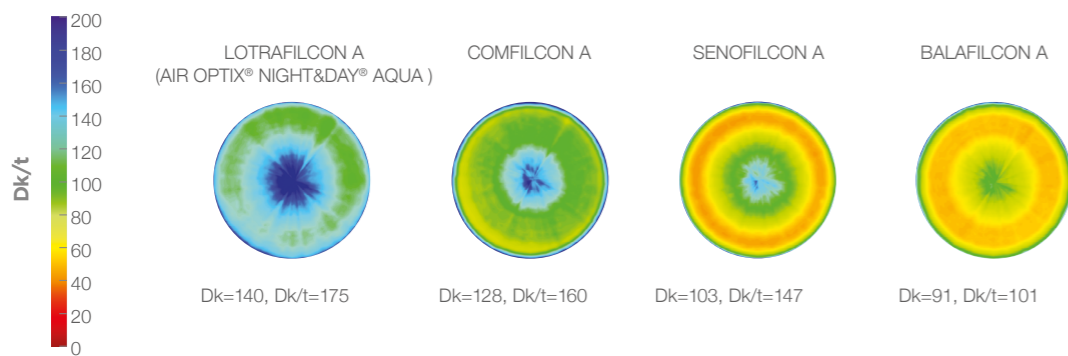 Dk/t
200
180
160
140
120
100
80
60
40
20
0
LOTRAFILCON A
(AIR OPTIX® NIGHT&DAY® AQUA )
COMFILCON A
SENOFILCON A
BALAFILCON A
Dk=140, Dk/t=175
Dk=128, Dk/t=160
Dk=103, Dk/t=147
Dk=91, Dk/t=101